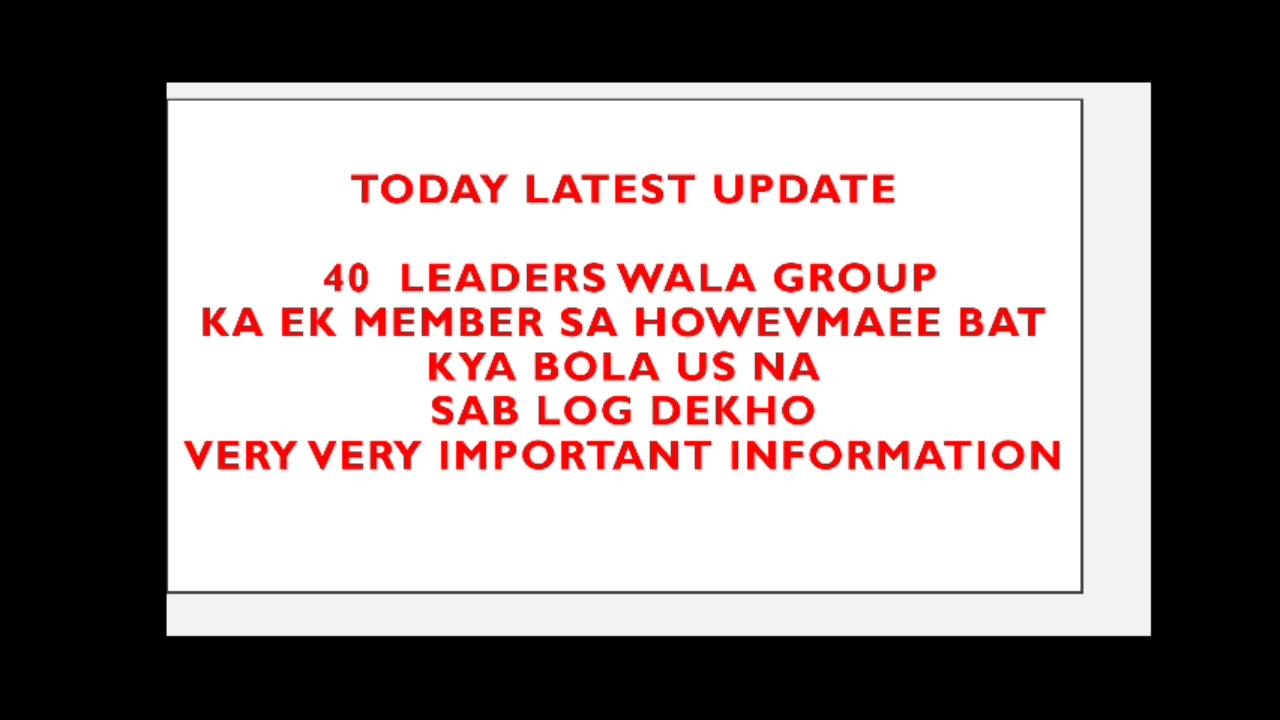 TODAY LATEST UPDATE
40 LEADERS WALA GROUP
KA EK MEMBER SA HOWEVMAEE BAT
KYA BOLA US NA
SAB LOG DEKHO
VERY VERY IMPORTANT INFORMATION